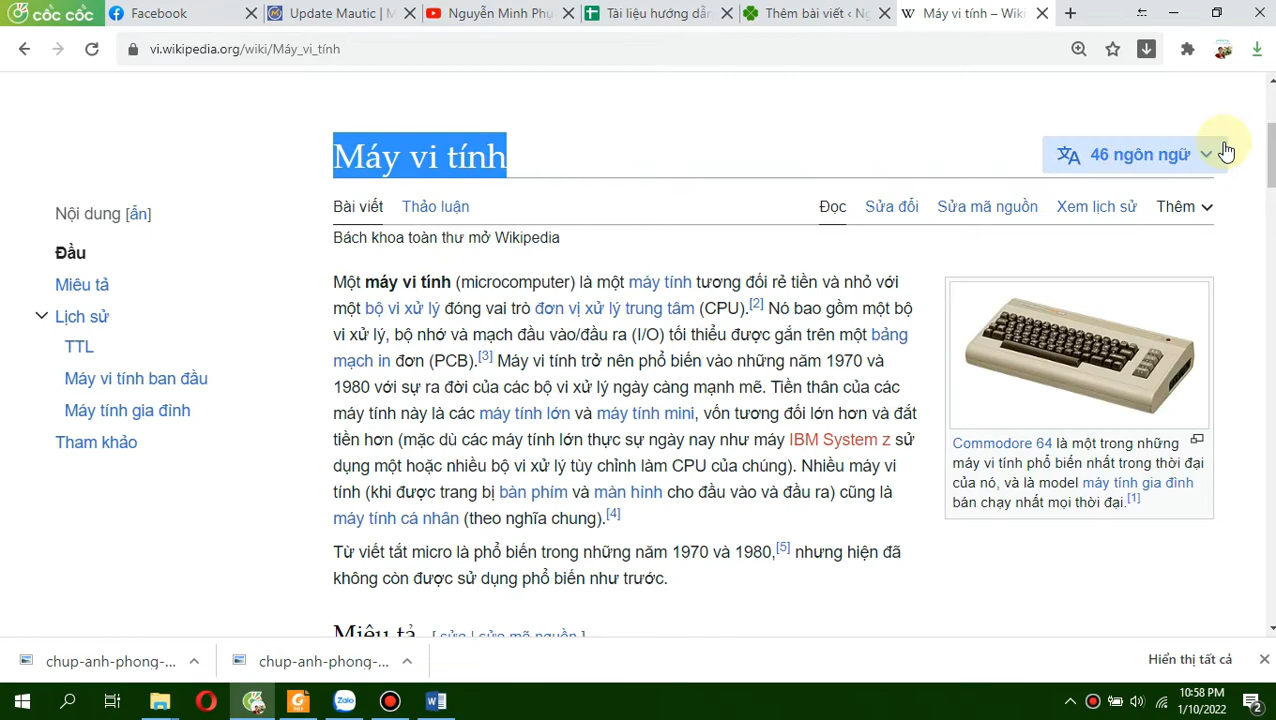 cốc cốc
Facebook
Update Mautic | M
Nguyễn Minh Phụ
Tài liệu hướng dẫn
Thêm bài viết ‹ Ng
W Máy vi tính – Wiki
vi.wikipedia.org/wiki/Máy_vi_tính
Máy vi tính
46 ngôn ngữ
Nội dung [ẩn]
Đầu
Miêu tả
Lịch sử
TTL
Máy vi tính ban đầu
Máy tính gia đình
Tham khảo
Bài viết Thảo luận
Đọc Sửa đổi Sửa mã nguồn Xem lịch sử Thêm
Bách khoa toàn thư mở Wikipedia
Một máy vi tính (microcomputer) là một máy tính tương đối rẻ tiền và nhỏ với
một bộ vi xử lý đóng vai trò đơn vị xử lý trung tâm (CPU).[2] Nó bao gồm một bộ
vi xử lý, bộ nhớ và mạch đầu vào/đầu ra (I/O) tối thiểu được gắn trên một bảng
mạch in đơn (PCB).[3] Máy vi tính trở nên phổ biến vào những năm 1970 và
1980 với sự ra đời của các bộ vi xử lý ngày càng mạnh mẽ. Tiền thân của các
máy tính này là các máy tính lớn và máy tính mini, vốn tương đối lớn hơn và đắt
tiền hơn (mặc dù các máy tính lớn thực sự ngày nay như máy IBM System z sử
dụng một hoặc nhiều bộ vi xử lý tùy chỉnh làm CPU của chúng). Nhiều máy vi
tính (khi được trang bị bàn phím và màn hình cho đầu vào và đầu ra) cũng là
máy tính cá nhân (theo nghĩa chung).[4]
Từ viết tắt micro là phổ biến trong những năm 1970 và 1980,[5] nhưng hiện đã
không còn được sử dụng phổ biến như trước.
Commodore 64 là một trong những
máy vi tính phổ biến nhất trong thời đại
của nó, và là model máy tính gia đình
bán chạy nhất mọi thời đại.[1]
Miêu tả [ sửa | sửa mã nguồn ]
chup-anh-phong-...
chup-anh-phong-...
Hiển thị tất cả
Zalo
W
10:58 PM
1/10/2022
2